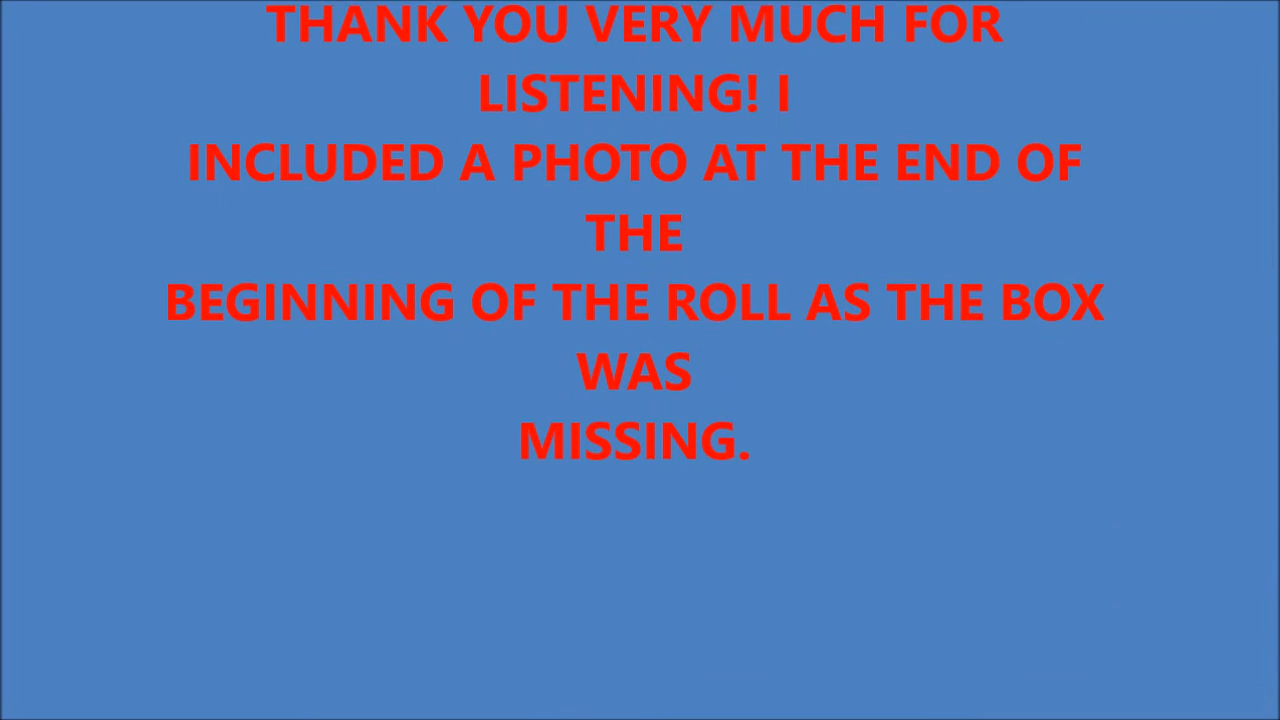 THANK YOU VERY MUCH FOR
LISTENING! I
INCLUDED A PHOTO AT THE END OF
THE
BEGINNING OF THE ROLL AS THE BOX
WAS
MISSING.